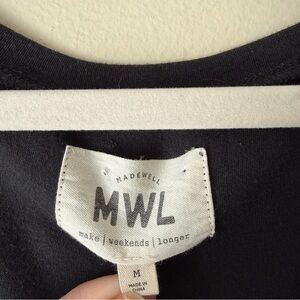 MADEWELL
MWL
make | weekends | longer
M
MADE IN
CHINA